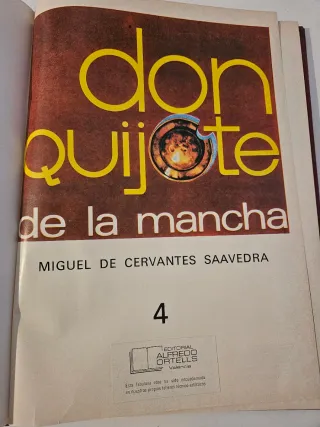 don
quijote
de la mancha
MIGUEL DE CERVANTES SAAVEDRA
4
EDITORIAL
ALFREDO
ORTELLS
Valencia